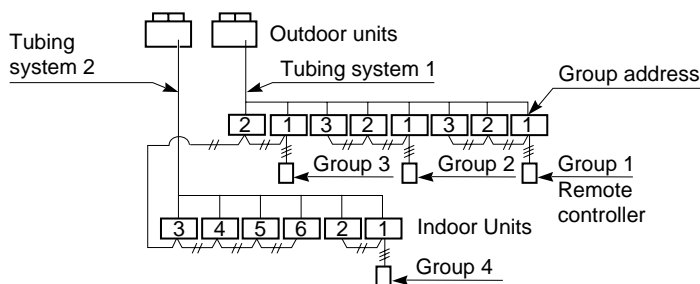 Outdoor units
Tubing
system 2
Tubing system 1
Group address
2 1 3 2 1 3 2 1
Group 3
Group 2
Group 1
Remote
controller
3 4 5 6 2 1
Indoor Units
Group 4